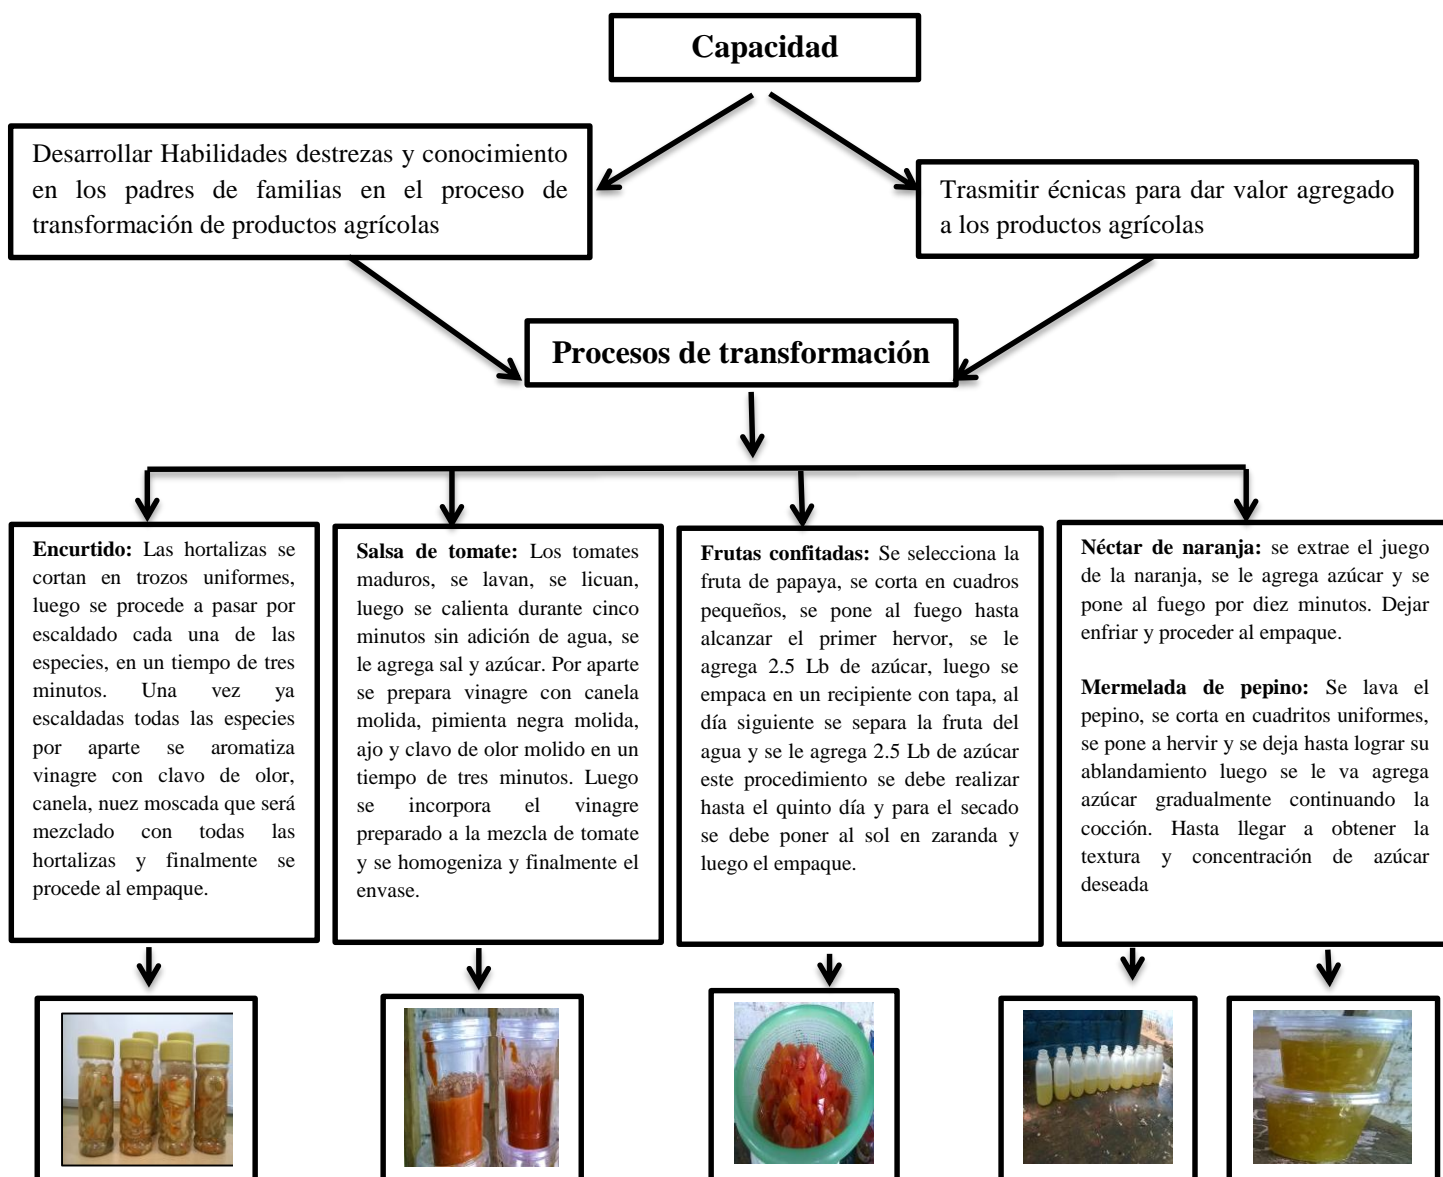 Capacidad
Desarrollar Habilidades destrezas y conocimiento
en los padres de familias en el proceso de
transformación de productos agrícolas
Trasmitir écnicas para dar valor agregado
a los productos agrícolas
Procesos de transformación
Encurtido: Las hortalizas se
cortan en trozos uniformes,
luego se procede a pasar por
escaldado cada una de las
especies, en un tiempo de tres
minutos. Una vez ya
escaldadas todas las especies
por aparte se aromatiza
vinagre con clavo de olor,
canela, nuez moscada que será
mezclado con todas las
hortalizas y finalmente se
procede al empaque.
Salsa de tomate: Los tomates
maduros, se lavan, se licuan,
luego se calienta durante cinco
minutos sin adición de agua, se
le agrega sal y azúcar. Por aparte
se prepara vinagre con canela
molida, pimienta negra molida,
ajo y clavo de olor molido en un
tiempo de tres minutos. Luego
se incorpora el vinagre
preparado a la mezcla de tomate
y se homogeniza y finalmente el
envase.
Frutas confitadas: Se selecciona la
fruta de papaya, se corta en cuadros
pequeños, se pone al fuego hasta
alcanzar el primer hervor, se le
agrega 2.5 Lb de azúcar, luego se
empaca en un recipiente con tapa, al
día siguiente se separa la fruta del
agua y se le agrega 2.5 Lb de azúcar
este procedimiento se debe realizar
hasta el quinto día y para el secado
se debe poner al sol en zaranda y
luego el empaque.
Néctar de naranja: se extrae el juego
de la naranja, se le agrega azúcar y se
pone al fuego por diez minutos. Dejar
enfriar y proceder al empaque.
Mermelada de pepino: Se lava el
pepino, se corta en cuadritos uniformes,
se pone a hervir y se deja hasta lograr su
ablandamiento luego se le va agrega
azúcar gradualmente continuando la
cocción. Hasta llegar a obtener la
textura y concentración de azúcar
deseada